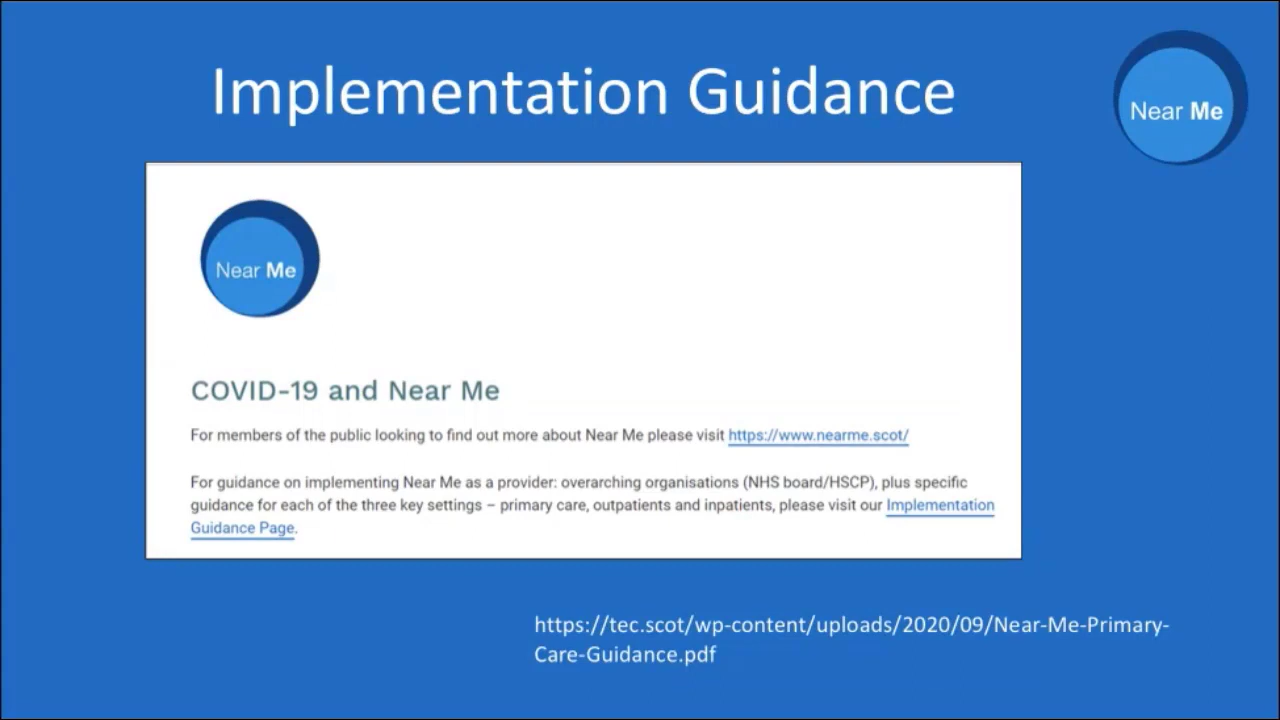 Implementation Guidance
Near Me
Near Me
COVID-19 and Near Me
For members of the public looking to find out more about Near Me please visit https://www.nearme.scot/
For guidance on implementing Near Me as a provider: overarching organisations (NHS board/HSCP), plus specific
guidance for each of the three key settings – primary care, outpatients and inpatients, please visit our Implementation
Guidance Page.
https://tec.scot/wp-content/uploads/2020/09/Near-Me-Primary-
Care-Guidance.pdf